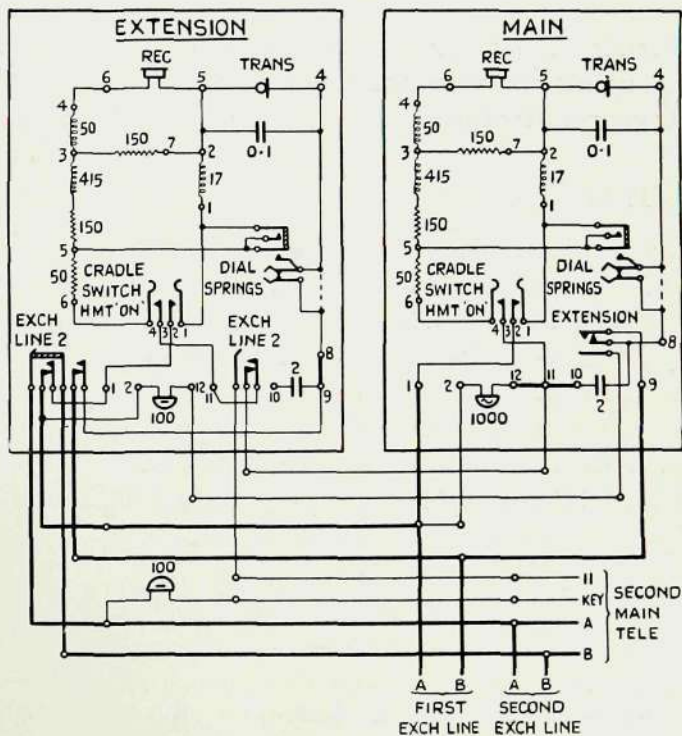 EXTENSION
REC
TRANS
6
5
4
4
50
150
7
3
2
0·1
415
17
1
150
5
50
CRADLE
SWITCH
HMT 'ON'
DIAL
SPRINGS
6
4 3 2 1
EXCH
LINE 2
EXCH
LINE 2
8
1
2
12
11
10
2
9
100
MAIN
REC
TRANS
6
5
4
4
50
150
7
3
2
0·1
415
17
1
150
5
50
CRADLE
SWITCH
HMT 'ON'
DIAL
SPRINGS
6
4 3 2 1
EXTENSION
8
1
2
12
11
10
2
9
1000
100
11
KEY
A
B
SECOND
MAIN
TELE
A B A B
FIRST
EXCH LINE
SECOND
EXCH LINE